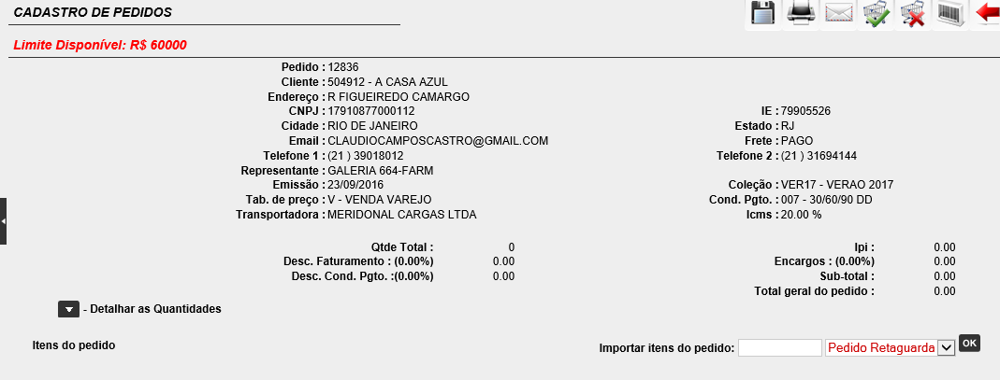 CADASTRO DE PEDIDOS
Limite Disponível: R$ 60000
Pedido : 12836
Cliente : 504912 - A CASA AZUL
Endereço : R FIGUEIREDO CAMARGO
CNPJ : 17910877000112 IE : 79905526
Cidade : RIO DE JANEIRO Estado : RJ
Email : CLAUDIOCAMPOSCASTRO@GMAIL.COM Frete : PAGO
Telefone 1 : (21 ) 39018012 Telefone 2 : (21 ) 31694144
Representante : GALERIA 664-FARM
Emissão : 23/09/2016 Coleção : VER17 - VERAO 2017
Tab. de preço : V - VENDA VAREJO Cond. Pgto. : 007 - 30/60/90 DD
Transportadora : MERIDONAL CARGAS LTDA Icms : 20.00 %
Qtde Total : 0 Ipi : 0.00
Desc. Faturamento : (0.00%) 0.00 Encargos : (0.00%) 0.00
Desc. Cond. Pgto. :(0.00%) 0.00 Sub-total : 0.00
Total geral do pedido : 0.00
- Detalhar as Quantidades
Itens do pedido Importar itens do pedido: Pedido Retaguarda OK